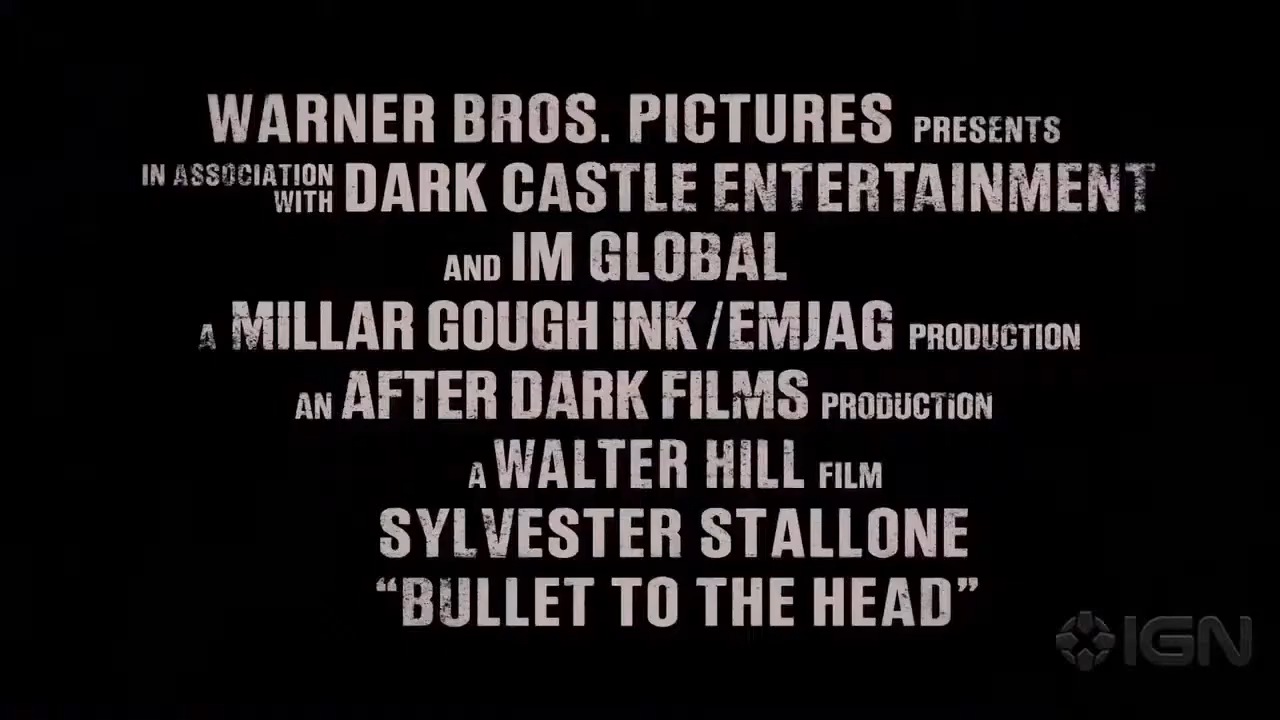 WARNER BROS. PICTURES PRESENTS
IN ASSOCIATION WITH DARK CASTLE ENTERTAINMENT
AND IM GLOBAL
A MILLAR GOUGH INK/EMJAG PRODUCTION
AN AFTER DARK FILMS PRODUCTION
A WALTER HILL FILM
SYLVESTER STALLONE
“BULLET TO THE HEAD”
IGN